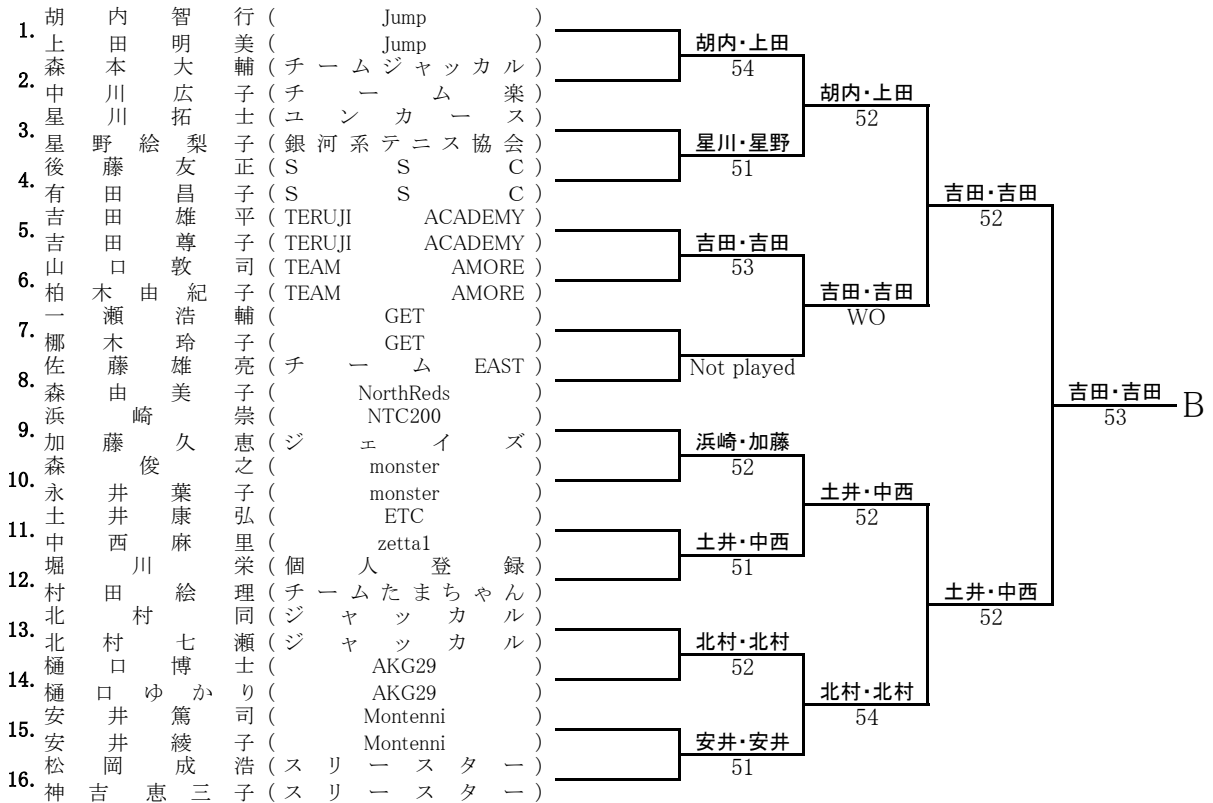 1. 胡内智行 ( Jump )
上田明美 ( Jump )
2. 森本大輔 ( チームジャッカル )
中川広子 ( チーム楽 )
3. 星川拓士 ( ユンカース )
星野絵梨子 ( 銀河系テニス協会 )
4. 後藤友正 ( SSC )
有田昌子 ( SSC )
5. 吉田雄平 ( TERUJI ACADEMY )
吉田尊子 ( TERUJI ACADEMY )
6. 山口敦司 ( TEAM AMORE )
柏木由紀子 ( TEAM AMORE )
7. 一瀬浩輔 ( GET )
梛木玲子 ( GET )
8. 佐藤雄亮 ( チーム EAST )
森由美子 ( NorthReds )
9. 浜崎崇 ( NTC200 )
加藤久恵 ( ジェイズ )
10. 森俊之 ( monster )
永井葉子 ( monster )
11. 土井康弘 ( ETC )
中西麻里 ( zetta1 )
12. 堀川栄 ( 個人登録 )
村田絵理 ( チームたまちゃん )
13. 北村同 ( ジャッカル )
北村七瀬 ( ジャッカル )
14. 樋口博士 ( AKG29 )
樋口ゆかり ( AKG29 )
15. 安井篤司 ( Montenni )
安井綾子 ( Montenni )
16. 松岡成浩 ( スリースター )
神吉恵三子 ( スリースター )
胡内・上田
54
星川・星野
51
吉田・吉田
53
Not played
浜崎・加藤
52
土井・中西
51
北村・北村
52
安井・安井
51
胡内・上田
52
吉田・吉田
WO
土井・中西
52
北村・北村
54
吉田・吉田
52
土井・中西
52
吉田・吉田
53
B